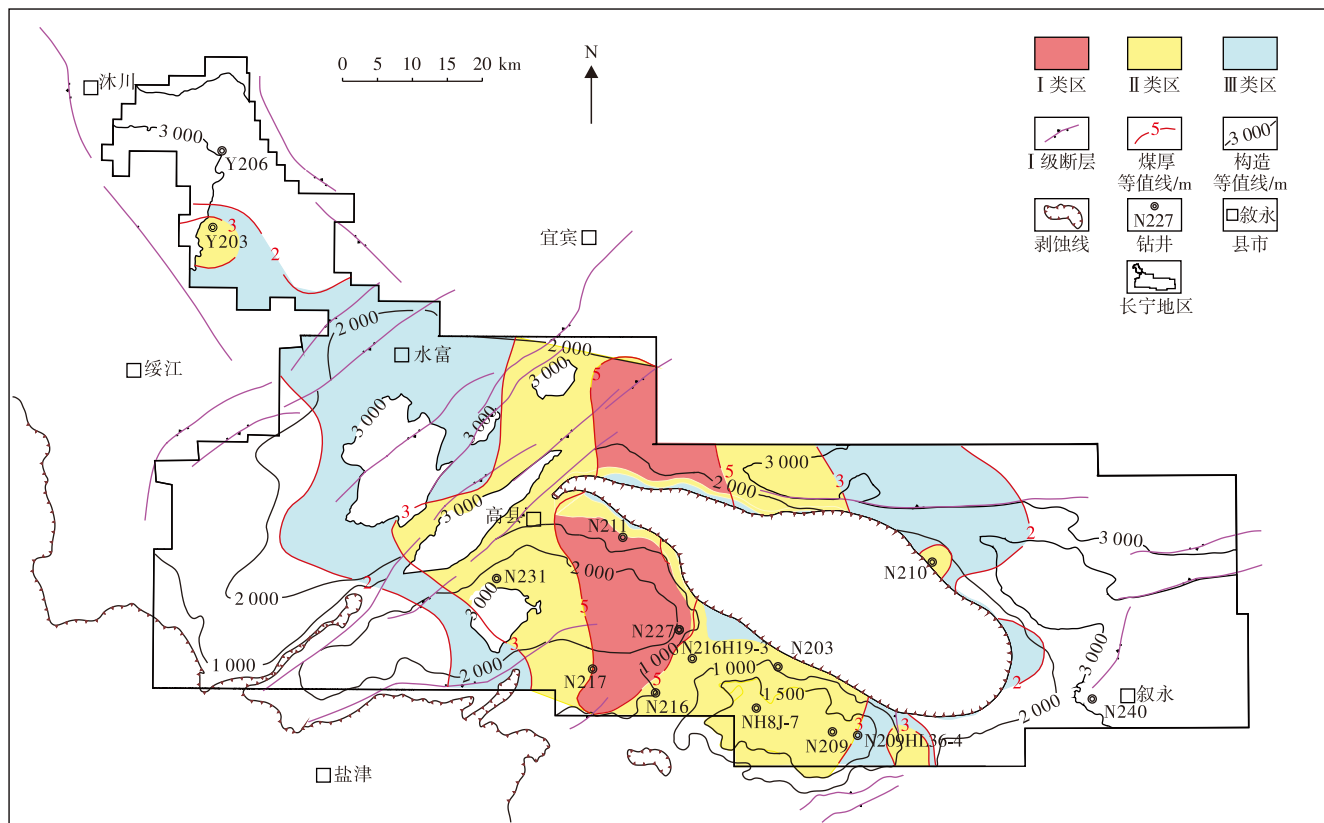 沐川
0 10 20 km
N
Ⅰ类区
Ⅱ类区
Ⅲ类区
5
3 000
Ⅰ级断层
煤厚
等值线/m
构造
等值线/m
N227
叙永
剥蚀线
钻井
县市
长宁地区
3 000
Y206
3
Y203
2
宜宾
2 000
水富
绥江
2 000
3 000
5
3 000
3 000
3
3 000
高县
5
2 000
3 000
3
N211
2 000
N231
3 000
5
N210
2
3 000
2
2 000
1 000
3
2 000
N227
1 000
N216H19-3
N203
1 000
N217
5
N216
1 500
NH8J-7
N209
3
N209HL36-4
3
2
2 000
3 000
N240
叙永
盐津